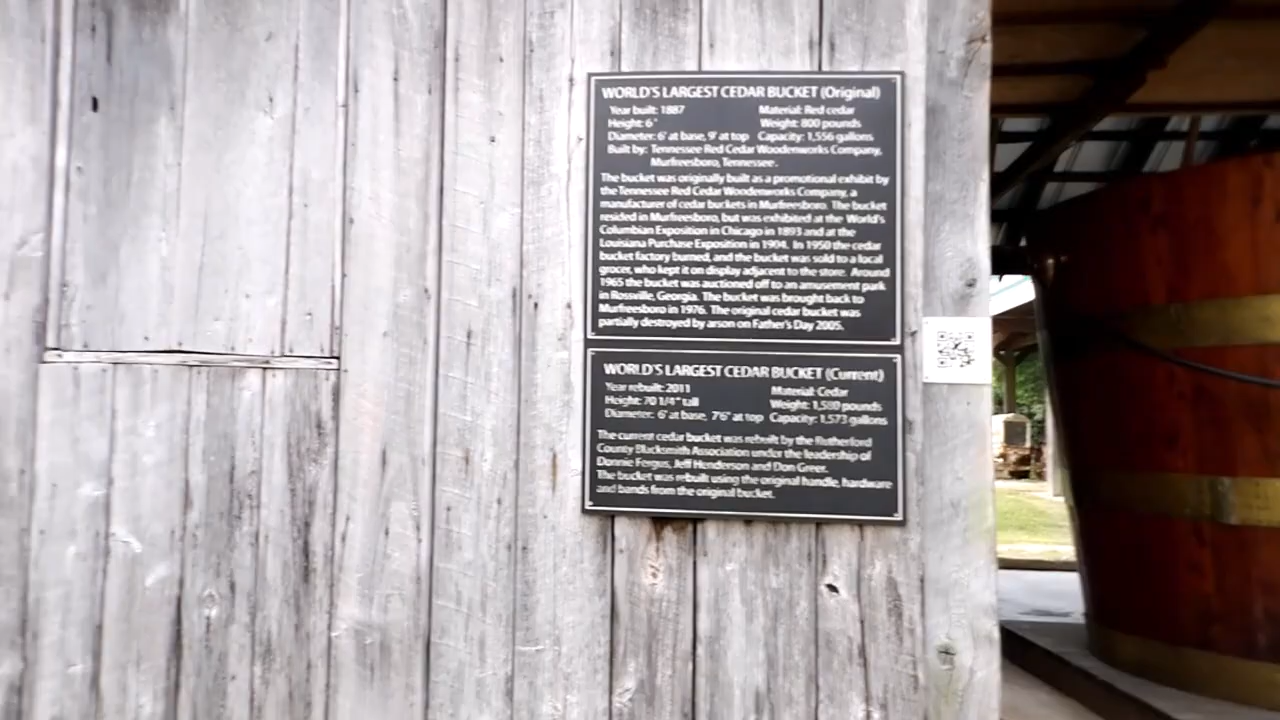 WORLD'S LARGEST CEDAR BUCKET (Original)
Year built: 1887 Material: Red cedar
Height: 6' Weight: 800 pounds
Diameter: 6' at base, 9' at top Capacity: 1,556 gallons
Built by: Tennessee Red Cedar Woodenworks Company,
Murfreesboro, Tennessee.
The bucket was originally built as a promotional exhibit by
the Tennessee Red Cedar Woodenworks Company, a
manufacturer of cedar buckets in Murfreesboro. The bucket
resided in Murfreesboro, but was exhibited at the World's
Columbian Exposition in Chicago in 1893 and at the
Louisiana Purchase Exposition in 1904. In 1950 the cedar
bucket factory burned, and the bucket was sold to a local
grocer, who kept it on display adjacent to the store. Around
1965 the bucket was auctioned off to an amusement park
in Rossville, Georgia. The bucket was brought back to
Murfreesboro in 1976. The original cedar bucket was
partially destroyed by arson on Father's Day 2005.
WORLD'S LARGEST CEDAR BUCKET (Current)
Year rebuilt: 2011 Material: Cedar
Height: 70 1/4" tall Weight: 1,580 pounds
Diameter: 6' at base, 7'6" at top Capacity: 1,573 gallons
The current cedar bucket was rebuilt by the Rutherford
County Blacksmith Association under the leadership of
Donnie Fergus, Jeff Henderson and Don Greer.
The bucket was rebuilt using the original handle, hardware
and bands from the original bucket.